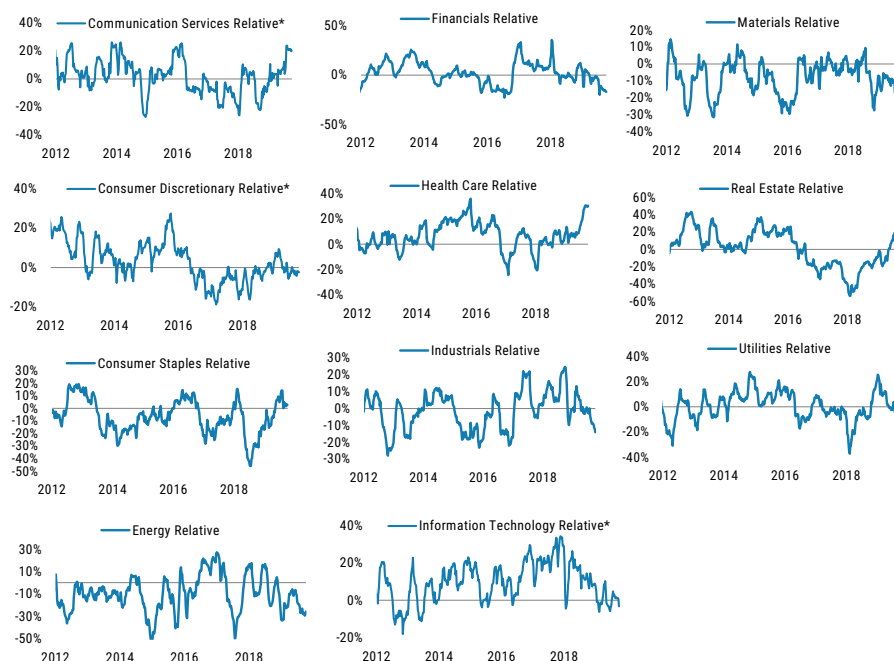 Communication Services Relative*
40%
20%
0%
-20%
-40%
2012 2014 2016 2018
Financials Relative
50%
0%
-50%
2012 2014 2016 2018
Materials Relative
20%
10%
0%
-10%
-20%
-30%
-40%
2012 2014 2016 2018
Consumer Discretionary Relative*
40%
20%
0%
-20%
2012 2014 2016 2018
Health Care Relative
40%
20%
0%
-20%
-40%
2012 2014 2016 2018
Real Estate Relative
60%
40%
20%
0%
-20%
-40%
-60%
2012 2014 2016 2018
Consumer Staples Relative
30%
20%
10%
0%
-10%
-20%
-30%
-40%
-50%
2012 2014 2016 2018
Industrials Relative
30%
20%
10%
0%
-10%
-20%
-30%
2012 2014 2016 2018
Utilities Relative
40%
20%
0%
-20%
-40%
2012 2014 2016 2018
Energy Relative
30%
10%
-10%
-30%
-50%
2012 2014 2016 2018
Information Technology Relative*
40%
20%
0%
-20%
2012 2014 2016 2018